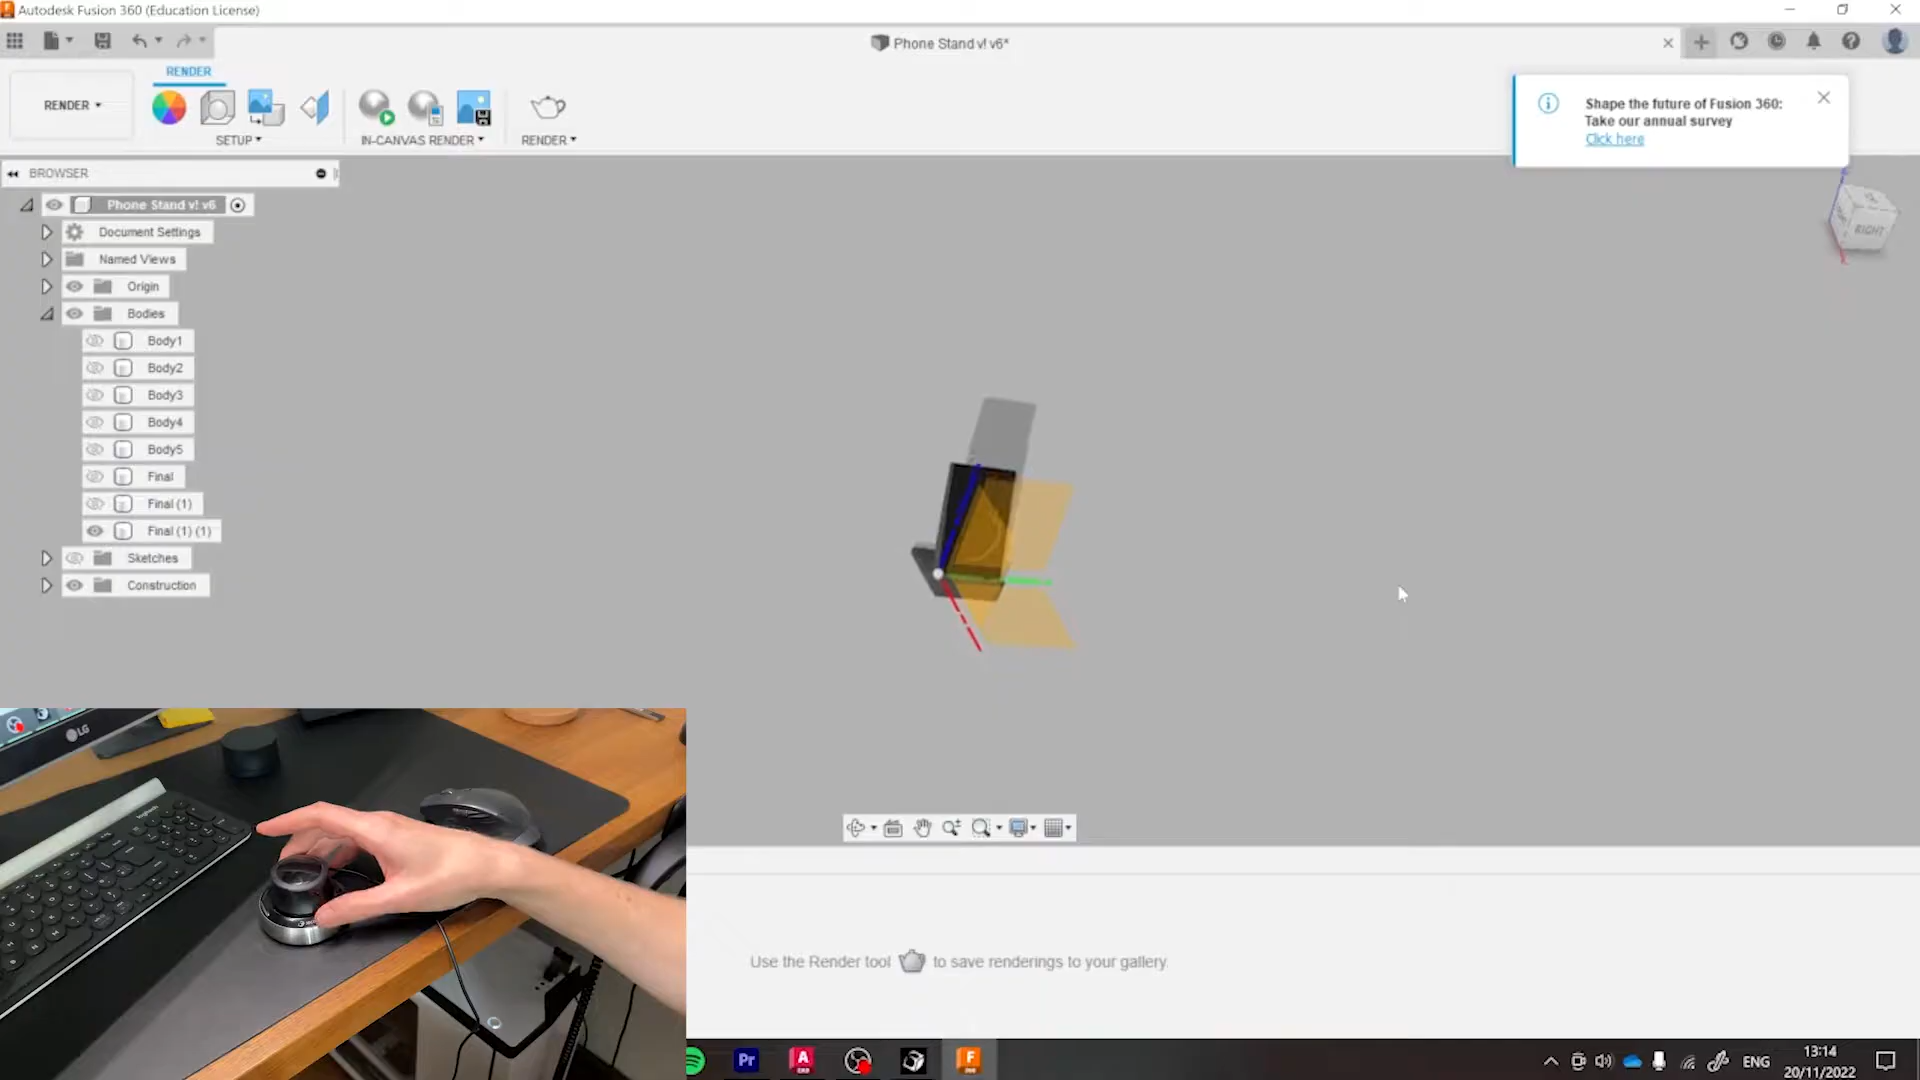 Autodesk Fusion 360 (Education License)
Phone Stand v! v6*
RENDER
RENDER
SETUP
IN-CANVAS RENDER
RENDER
Shape the future of Fusion 360:
Take our annual survey
Click here
BROWSER
Phone Stand v! v6
Document Settings
Named Views
Origin
Bodies
Body1
Body2
Body3
Body4
Body5
Final
Final (1)
Final (1) (1)
Sketches
Construction
RIGHT
LG
Use the Render tool to save renderings to your gallery.
Pr
A
CAD
F
ENG
13:14
20/11/2022